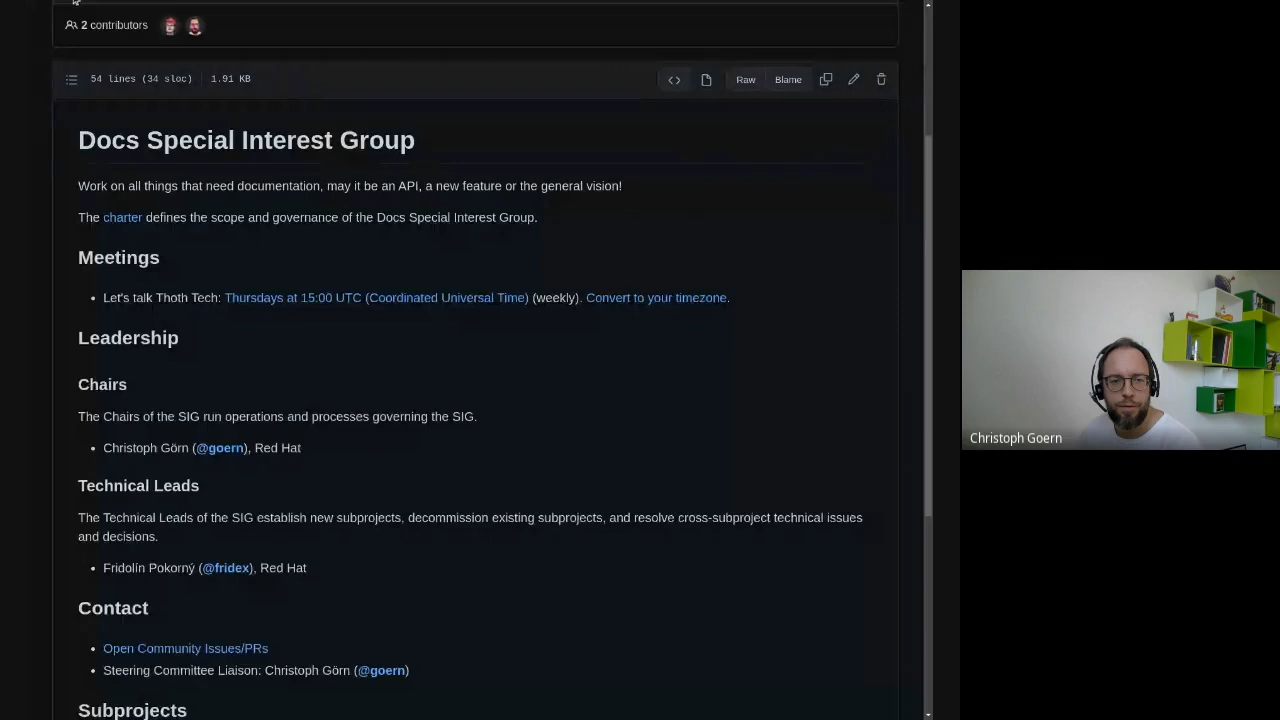 2 contributors
54 lines (34 sloc) 1.91 KB
Raw Blame
Docs Special Interest Group
Work on all things that need documentation, may it be an API, a new feature or the general vision!
The charter defines the scope and governance of the Docs Special Interest Group.
Meetings
• Let's talk Thoth Tech: Thursdays at 15:00 UTC (Coordinated Universal Time) (weekly). Convert to your timezone.
Leadership
Chairs
The Chairs of the SIG run operations and processes governing the SIG.
• Christoph Görn (@goern), Red Hat
Technical Leads
The Technical Leads of the SIG establish new subprojects, decommission existing subprojects, and resolve cross-subproject technical issues
and decisions.
• Fridolín Pokorný (@fridex), Red Hat
Contact
• Open Community Issues/PRs
• Steering Committee Liaison: Christoph Görn (@goern)
Subprojects
Christoph Goern